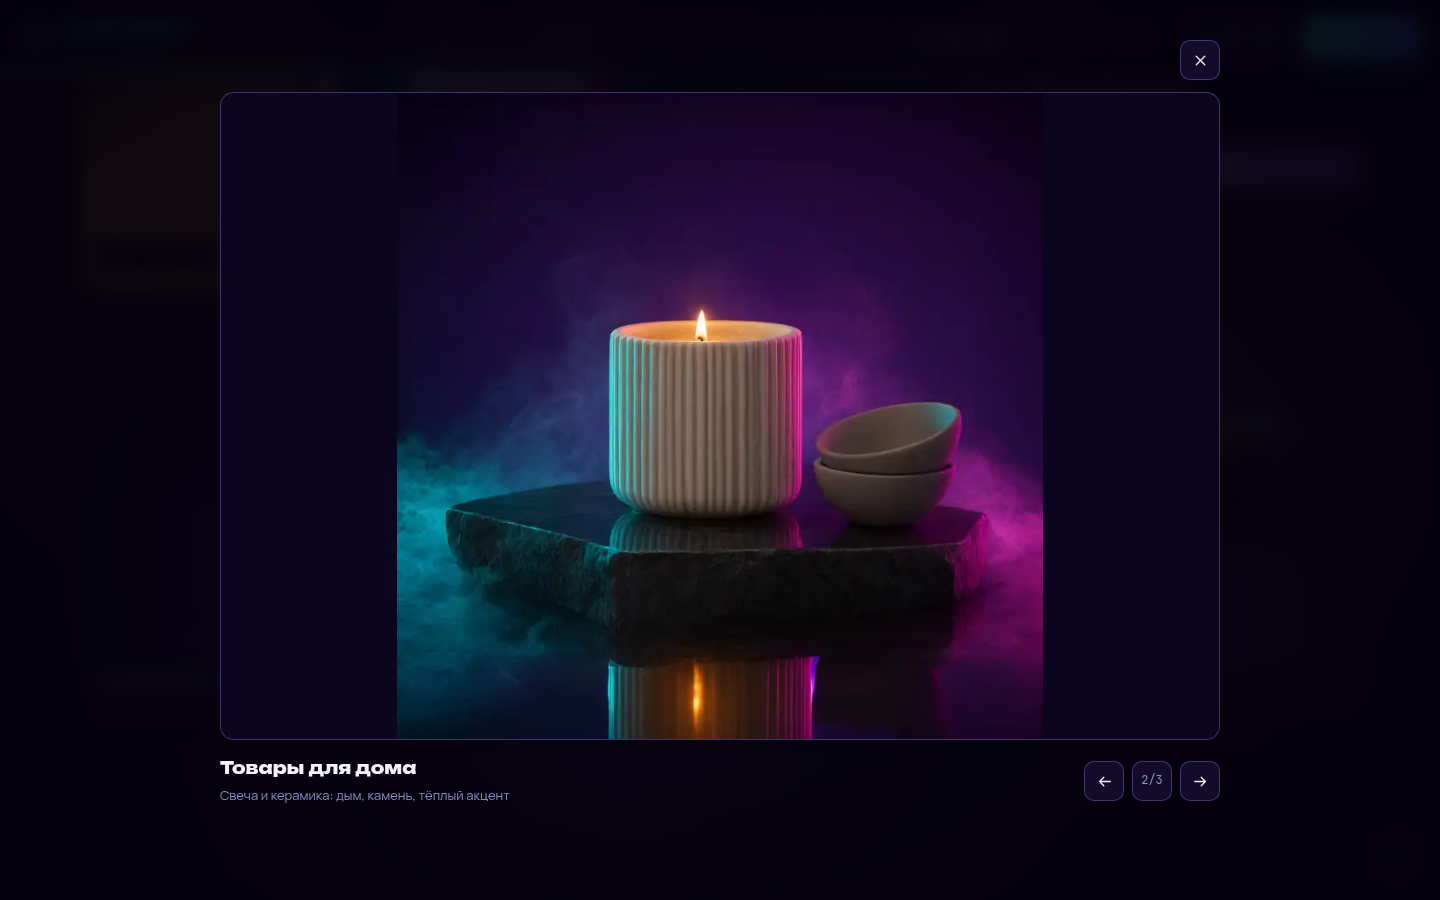 Товары для дома
Свеча и керамика: дым, камень, тёплый акцент
2/3